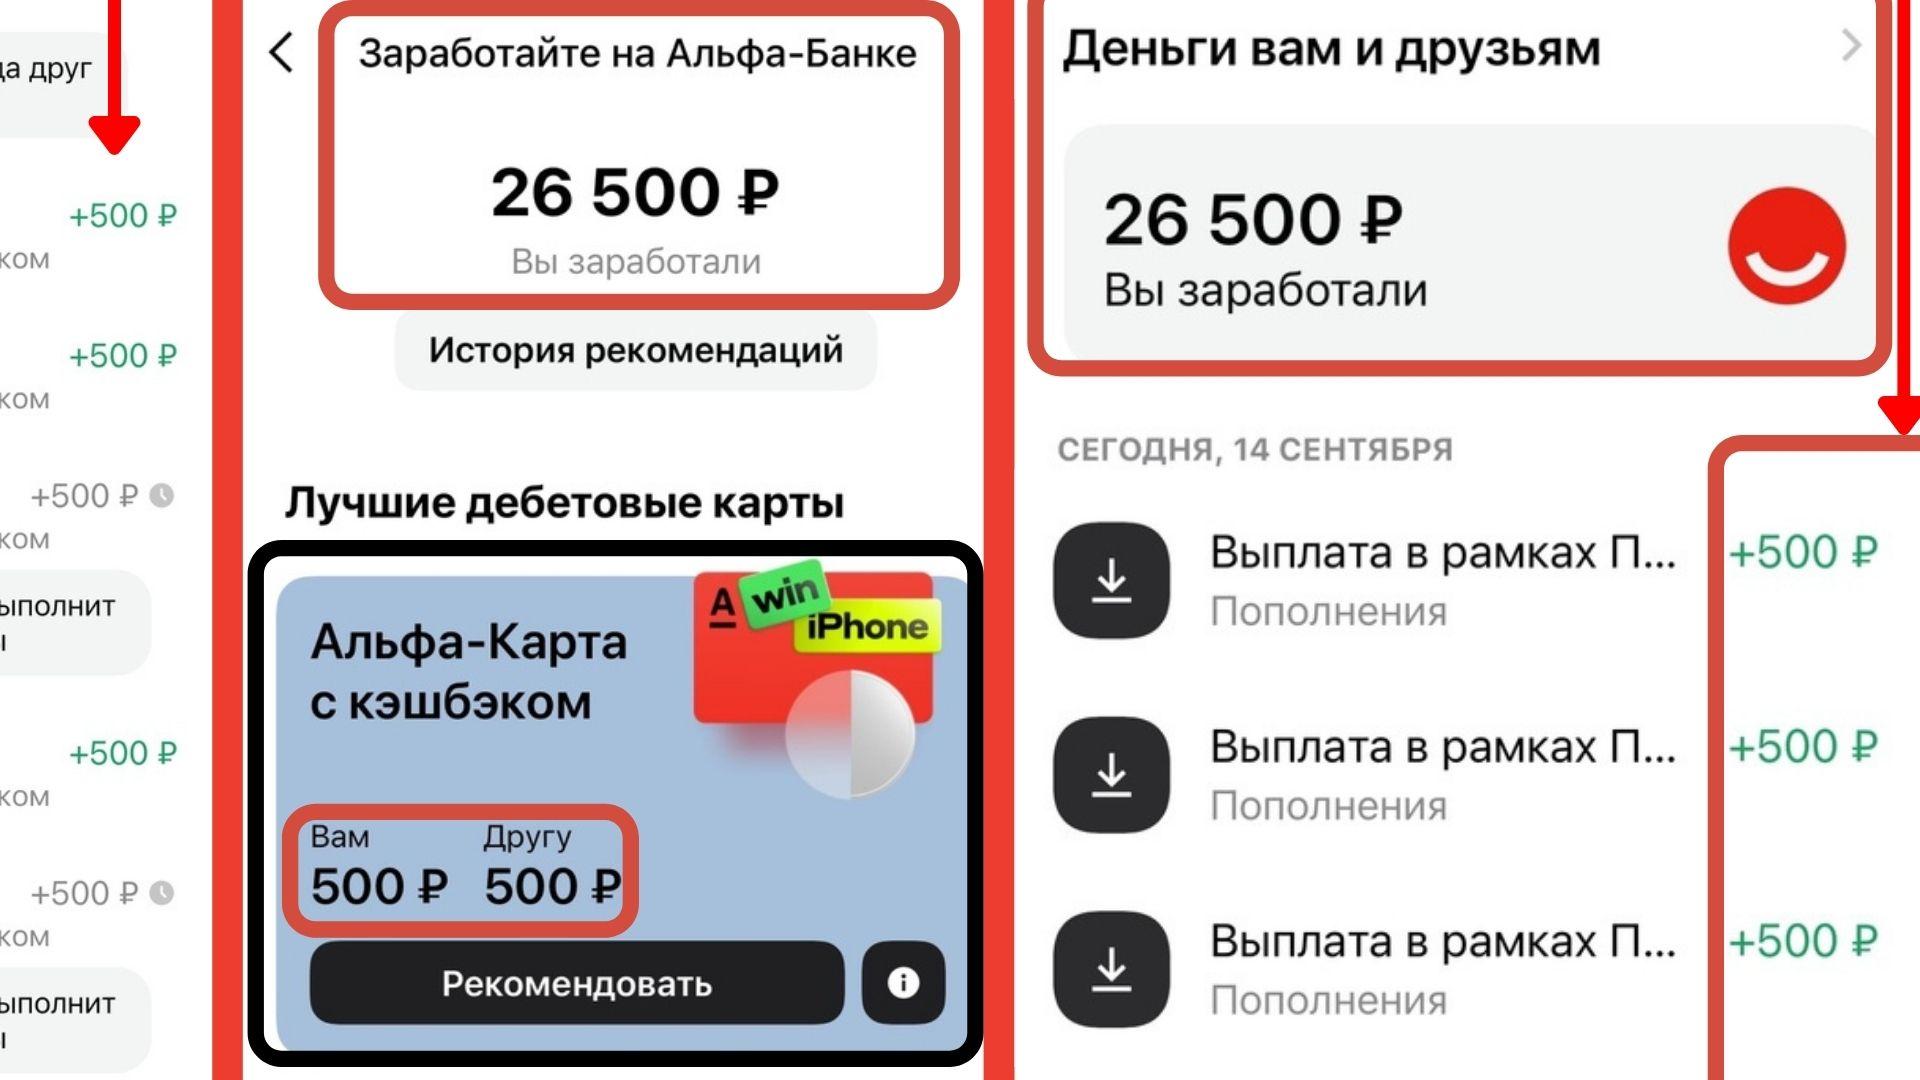 да друг
+500 ₽
ком
+500 ₽
ком
+500 ₽
ком
ыполнит
ы
+500 ₽
ком
+500 ₽
ком
ыполнит
ы
Заработайте на Альфа-Банке
26 500 ₽
Вы заработали
История рекомендаций
Лучшие дебетовые карты
Альфа-Карта
с кэшбэком
A win
iPhone
Вам Другу
500 ₽ 500 ₽
Рекомендовать
Деньги вам и друзьям
26 500 ₽
Вы заработали
СЕГОДНЯ, 14 СЕНТЯБРЯ
Выплата в рамках П... +500 ₽
Пополнения
Выплата в рамках П... +500 ₽
Пополнения
Выплата в рамках П... +500 ₽
Пополнения